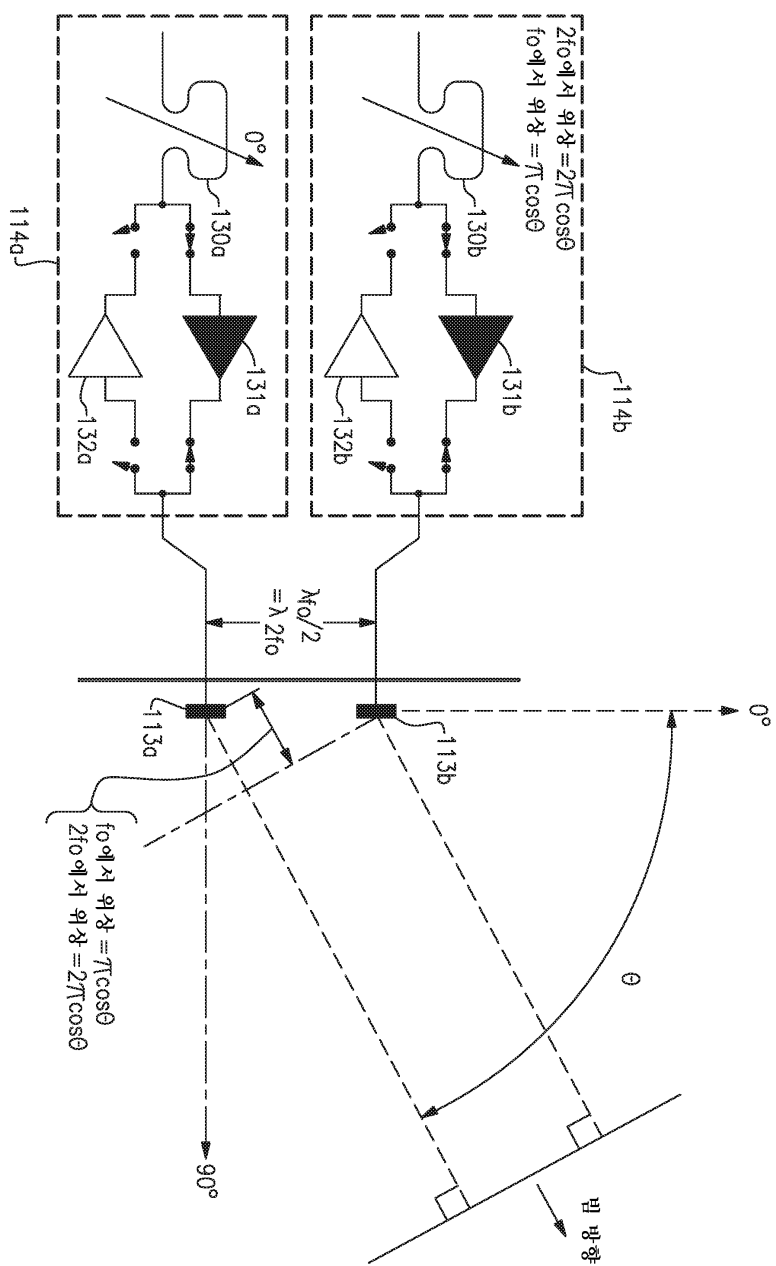 2fo에서 위상=2πcosθ
fo에서 위상=πcosθ
114b
130b
131b
132b
0°
130a
131a
132a
114a
λfo/2
=λ 2fo
113a
113b
0°
θ
90°
fo에서 위상=πcosθ
2fo에서 위상=2πcosθ
빔 방향